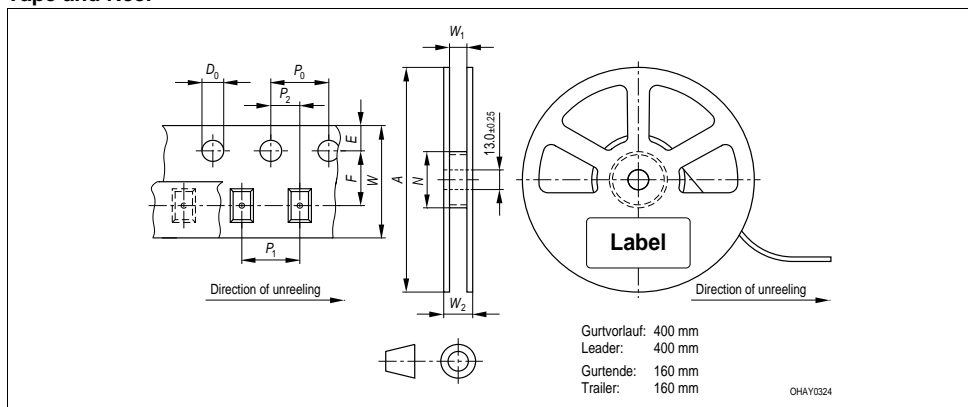 Tape and Reel
W1
D0
P0
P2
E
F
W
A
N
13.0±0.25
P1
W2
Label
Direction of unreeling
Direction of unreeling
Gurtvorlauf: 400 mm
Leader: 400 mm
Gurtende: 160 mm
Trailer: 160 mm
OHAY0324